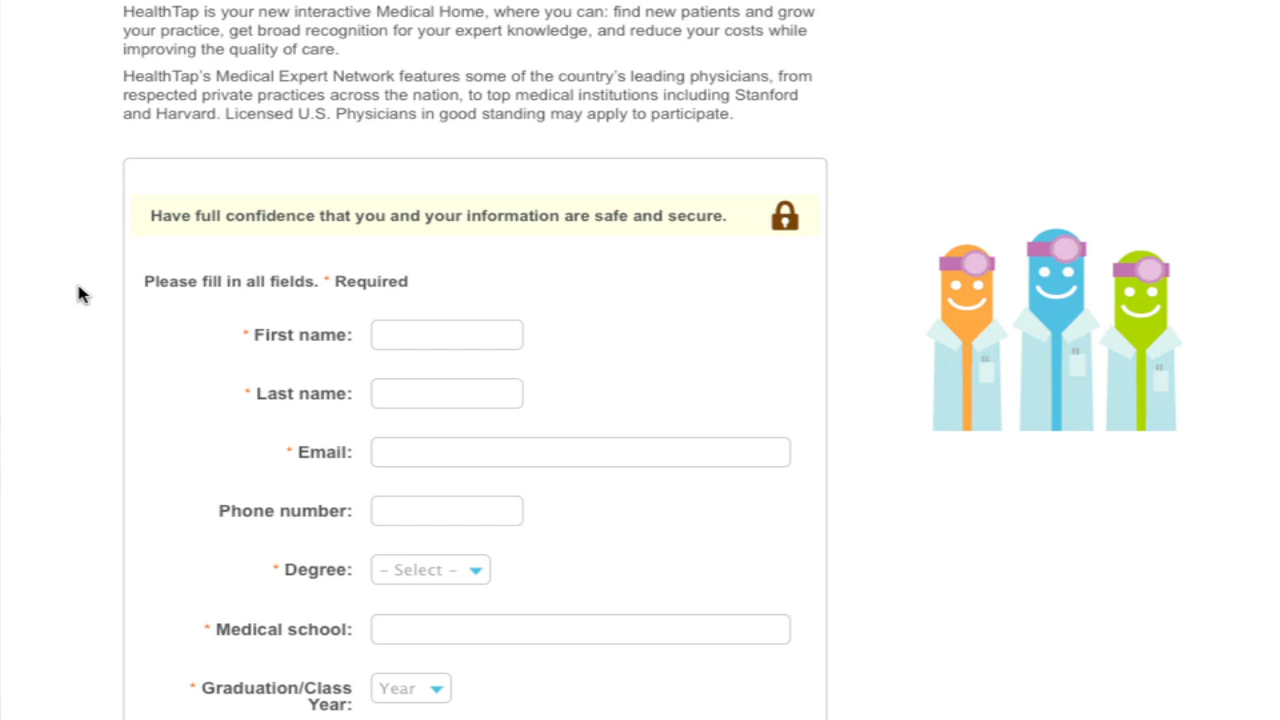 HealthTap is your new interactive Medical Home, where you can: find new patients and grow
your practice, get broad recognition for your expert knowledge, and reduce your costs while
improving the quality of care.
HealthTap's Medical Expert Network features some of the country's leading physicians, from
respected private practices across the nation, to top medical institutions including Stanford
and Harvard. Licensed U.S. Physicians in good standing may apply to participate.
Have full confidence that you and your information are safe and secure.
Please fill in all fields. * Required
* First name:
* Last name:
* Email:
Phone number:
* Degree: – Select –
* Medical school:
* Graduation/Class Year
Year: